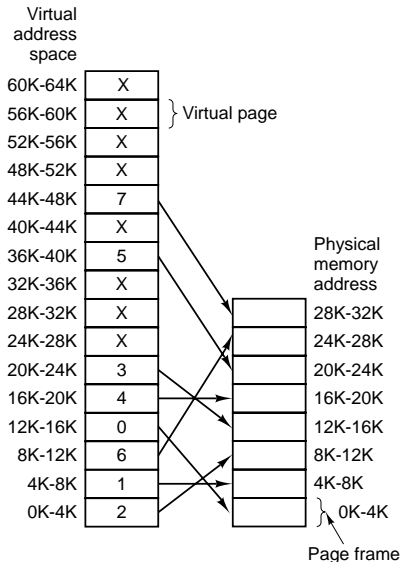 Virtual
address
space
60K-64K X
56K-60K X Virtual page
52K-56K X
48K-52K X
44K-48K 7
40K-44K X
36K-40K 5
32K-36K X
28K-32K X
24K-28K X
20K-24K 3
16K-20K 4
12K-16K 0
8K-12K 6
4K-8K 1
0K-4K 2
Physical
memory
address
28K-32K
24K-28K
20K-24K
16K-20K
12K-16K
8K-12K
4K-8K
0K-4K
Page frame